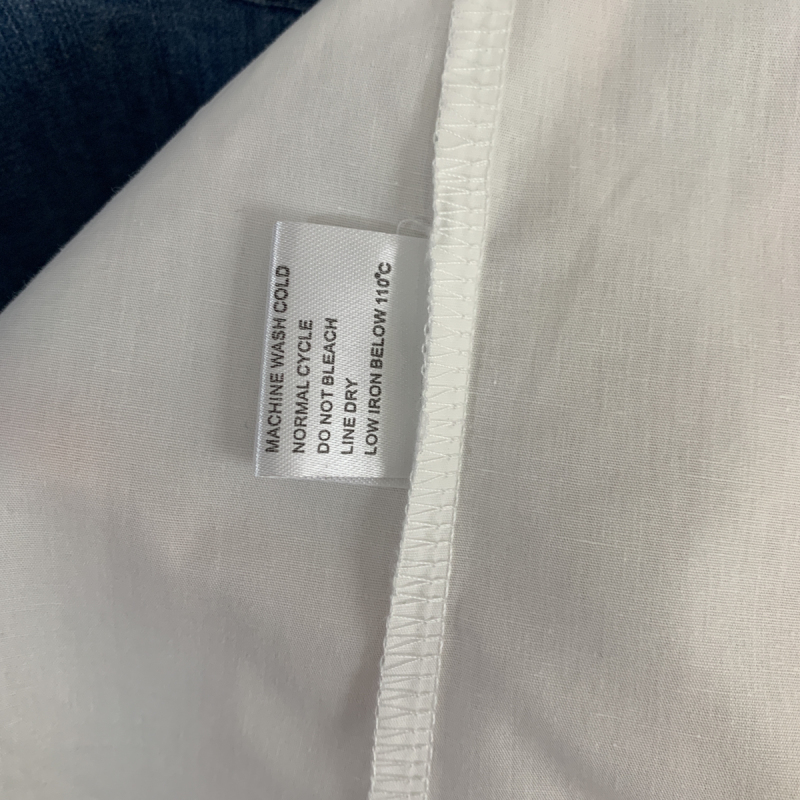 MACHINE WASH COLD
NORMAL CYCLE
DO NOT BLEACH
LINE DRY
LOW IRON BELOW 110℃